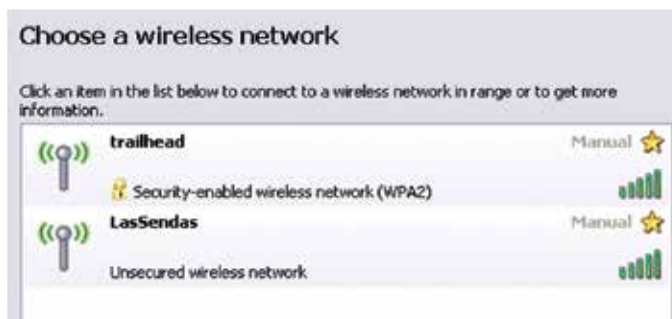 Choose a wireless network
Click an item in the list below to connect to a wireless network in range or to get more
information.
trailhead Manual
Security-enabled wireless network (WPA2)
LasSendas Manual
Unsecured wireless network